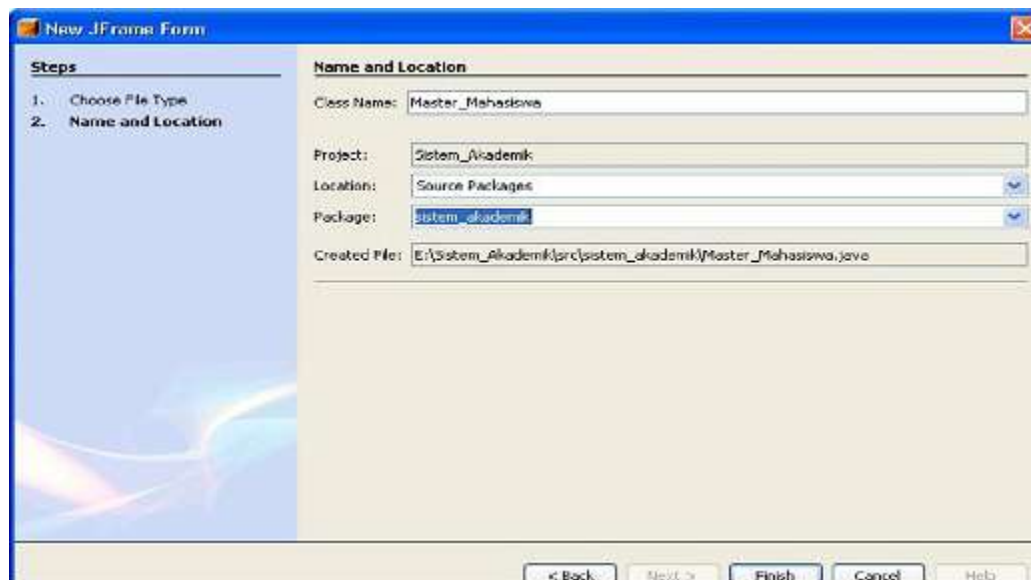 New JFrame Form
Steps
1. Choose File Type
2. Name and Location
Name and Location
Class Name: Master_Mahasiswa
Project: Sistem_Akademik
Location: Source Packages
Package: sistem_akademik
Created File: E:\Sistem_Akademik\src\sistem_akademik\Master_Mahasiswa.java
< Back Next > Finish Cancel Help